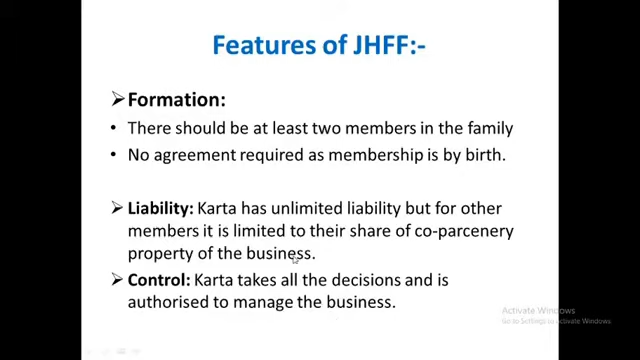 Features of JHFF:-
➢Formation:
• There should be at least two members in the family
• No agreement required as membership is by birth.
➢ Liability: Karta has unlimited liability but for other
members it is limited to their share of co-parcenery
property of the business.
➢ Control: Karta takes all the decisions and is
authorised to manage the business.
Activate Windows
Go to Settings to activate Windows.